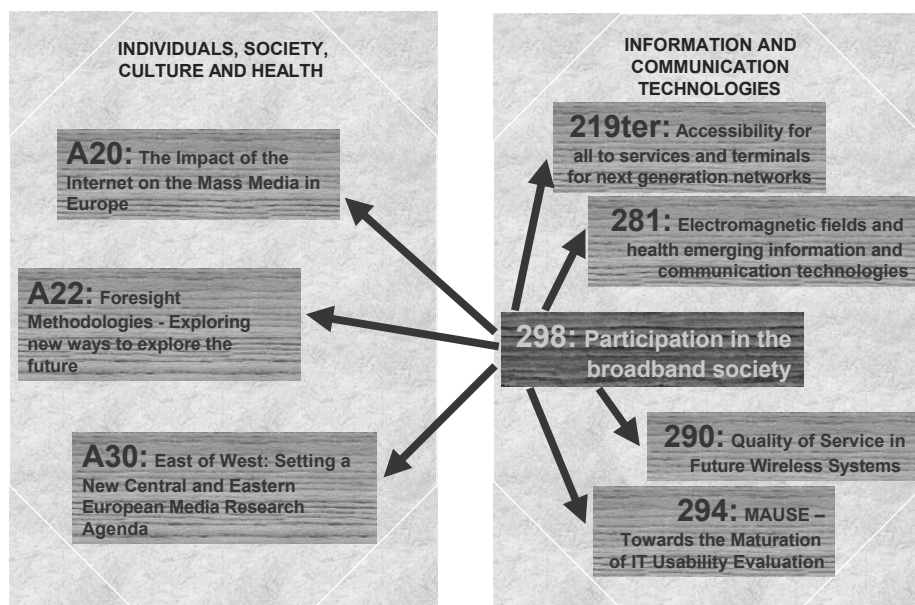 INDIVIDUALS, SOCIETY,
CULTURE AND HEALTH
A20: The Impact of the
Internet on the Mass Media in
Europe
A22: Foresight
Methodologies - Exploring
new ways to explore the
future
A30: East of West: Setting a
New Central and Eastern
European Media Research
Agenda
INFORMATION AND
COMMUNICATION
TECHNOLOGIES
219ter: Accessibility for
all to services and terminals
for next generation networks
281: Electromagnetic fields and
health emerging information and
communication technologies
298: Participation in the
broadband society
290: Quality of Service in
Future Wireless Systems
294: MAUSE –
Towards the Maturation
of IT Usability Evaluation